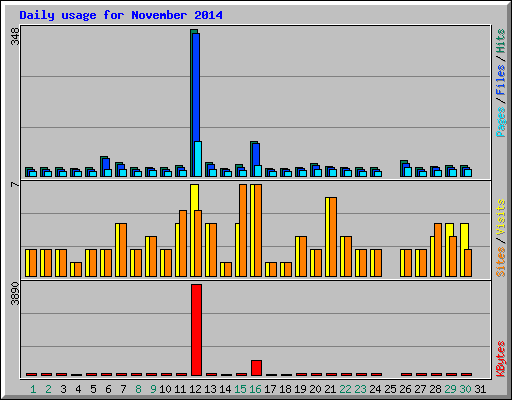 Daily usage for November 2014
348
Pages / Files / Hits
7
Sites / Visits
3890
KBytes
1 2 3 4 5 6 7 8 9 10 11 12 13 14 15 16 17 18 19 20 21 22 23 24 25 26 27 28 29 30 31